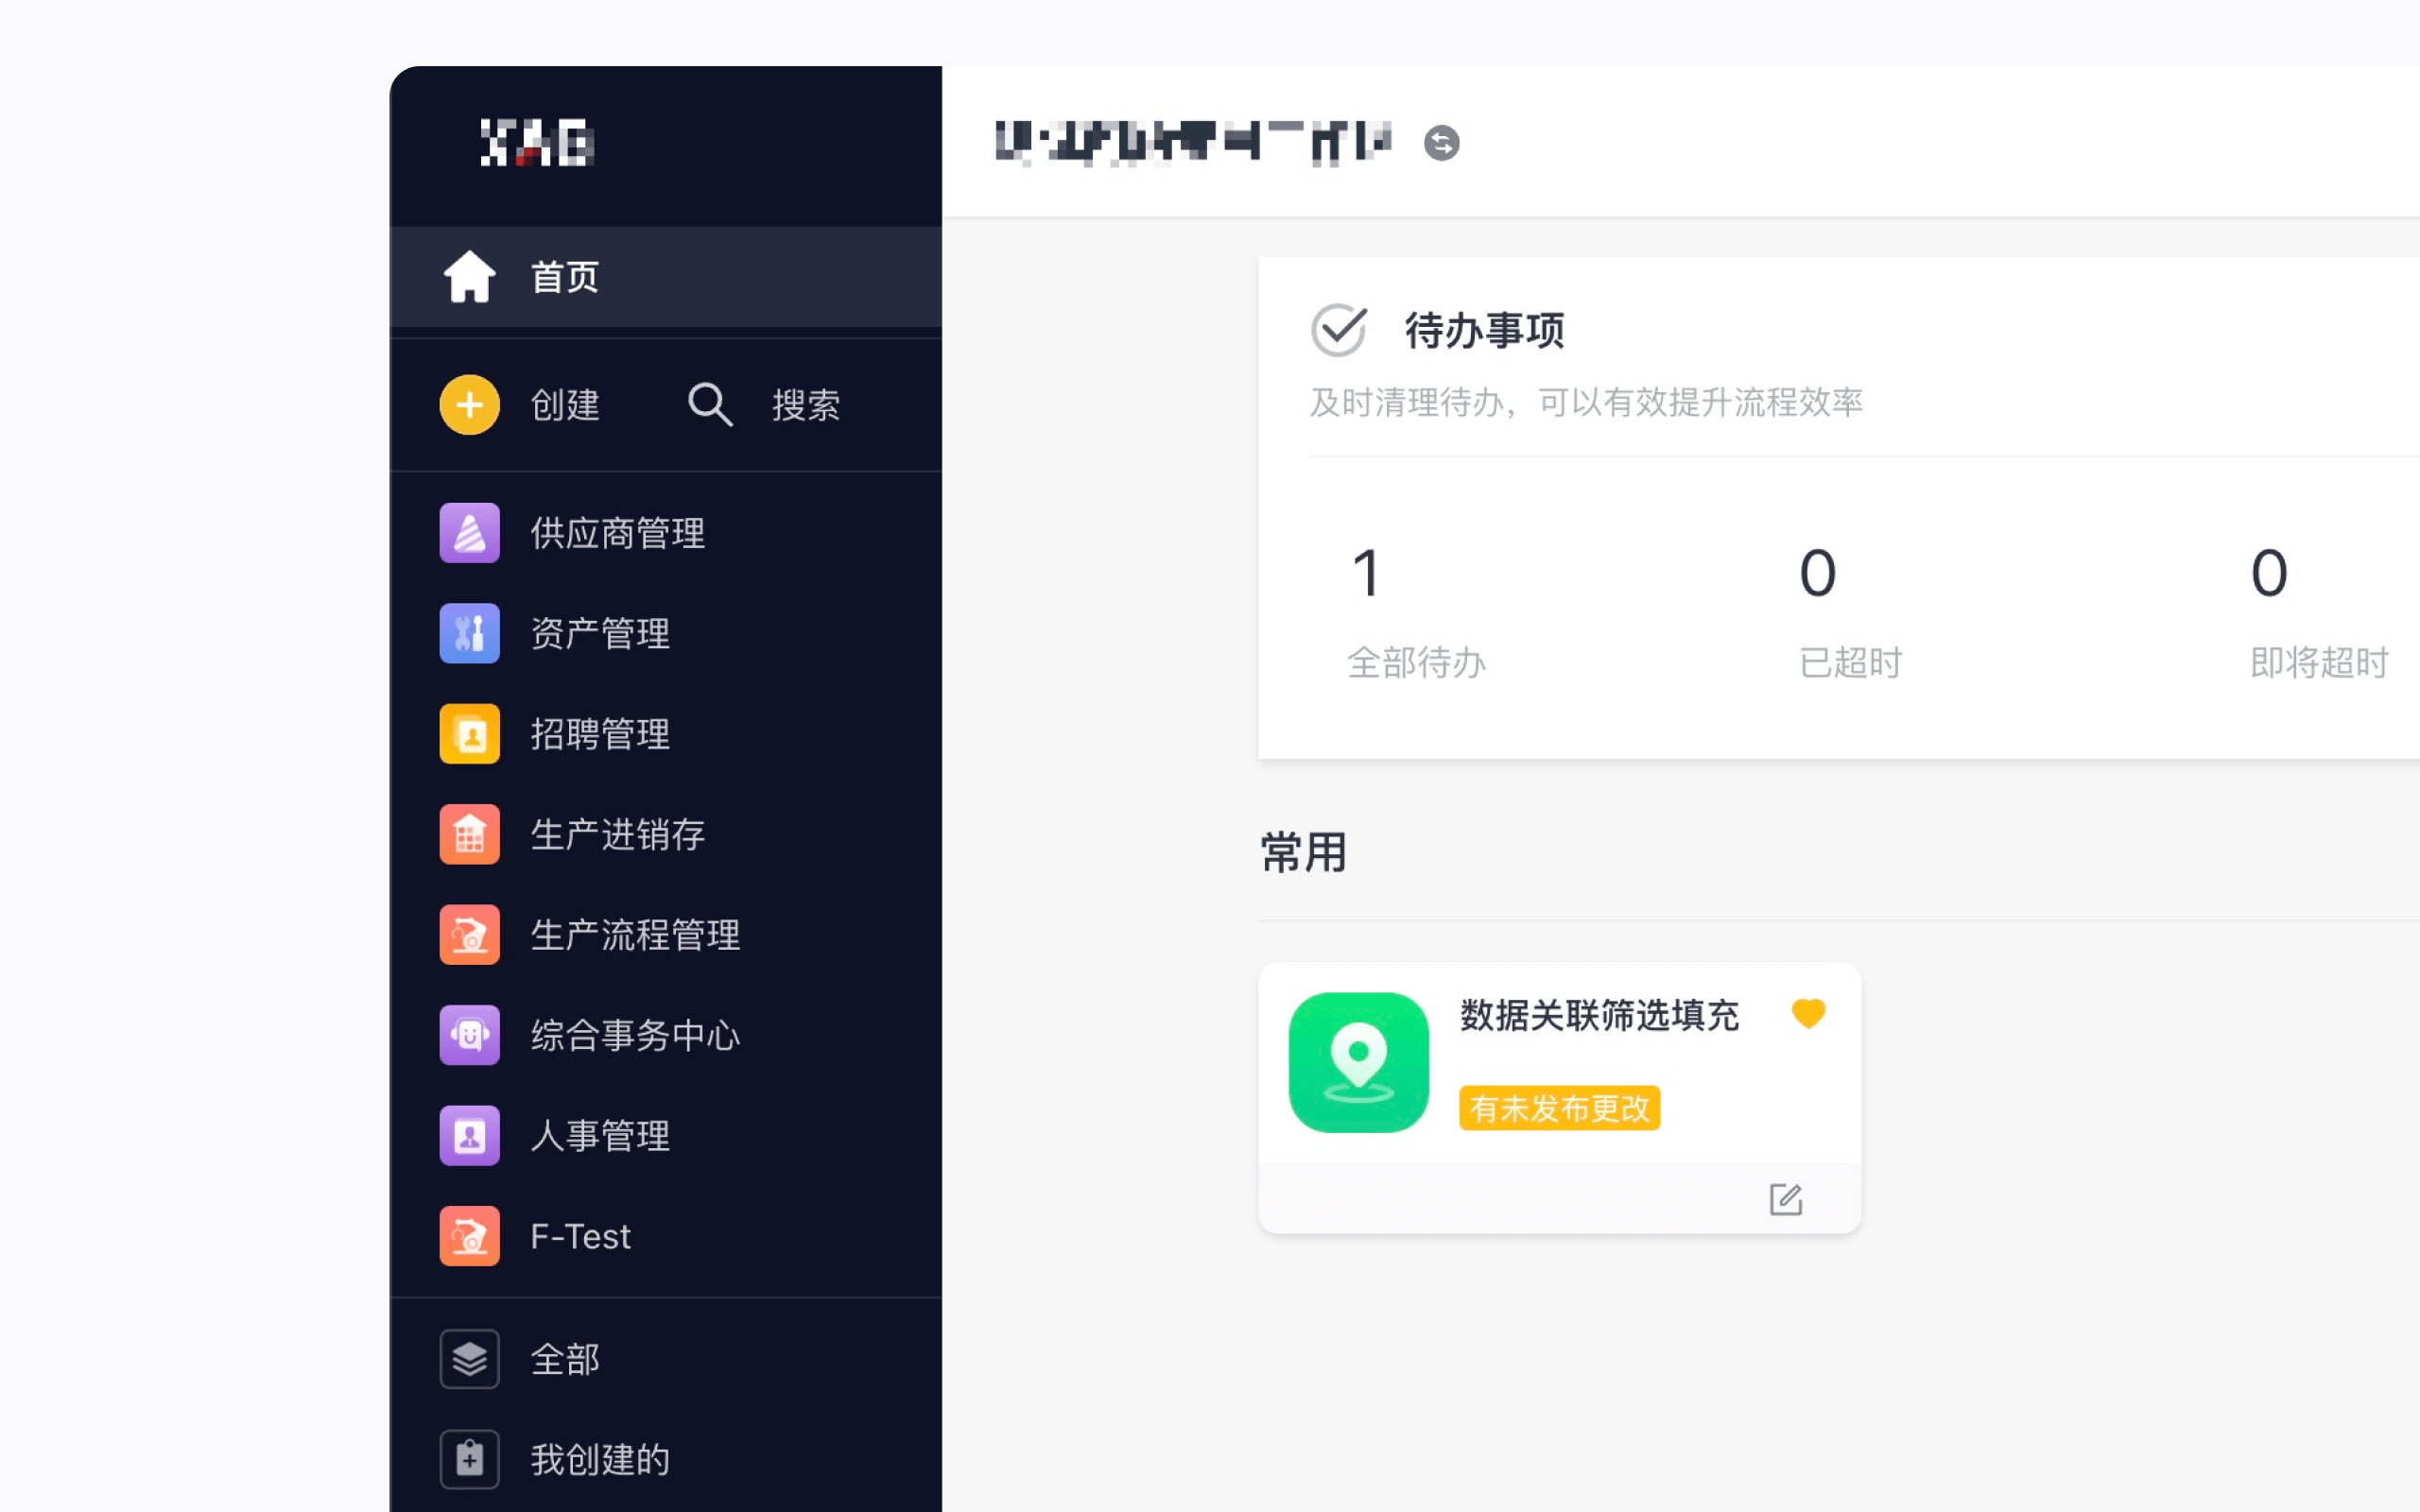 首页
创建
搜索
供应商管理
资产管理
招聘管理
生产进销存
生产流程管理
综合事务中心
人事管理
F-Test
全部
我创建的
待办事项
及时清理待办，可以有效提升流程效率
1
0
0
全部待办
已超时
即将超时
常用
数据关联筛选填充
有未发布更改